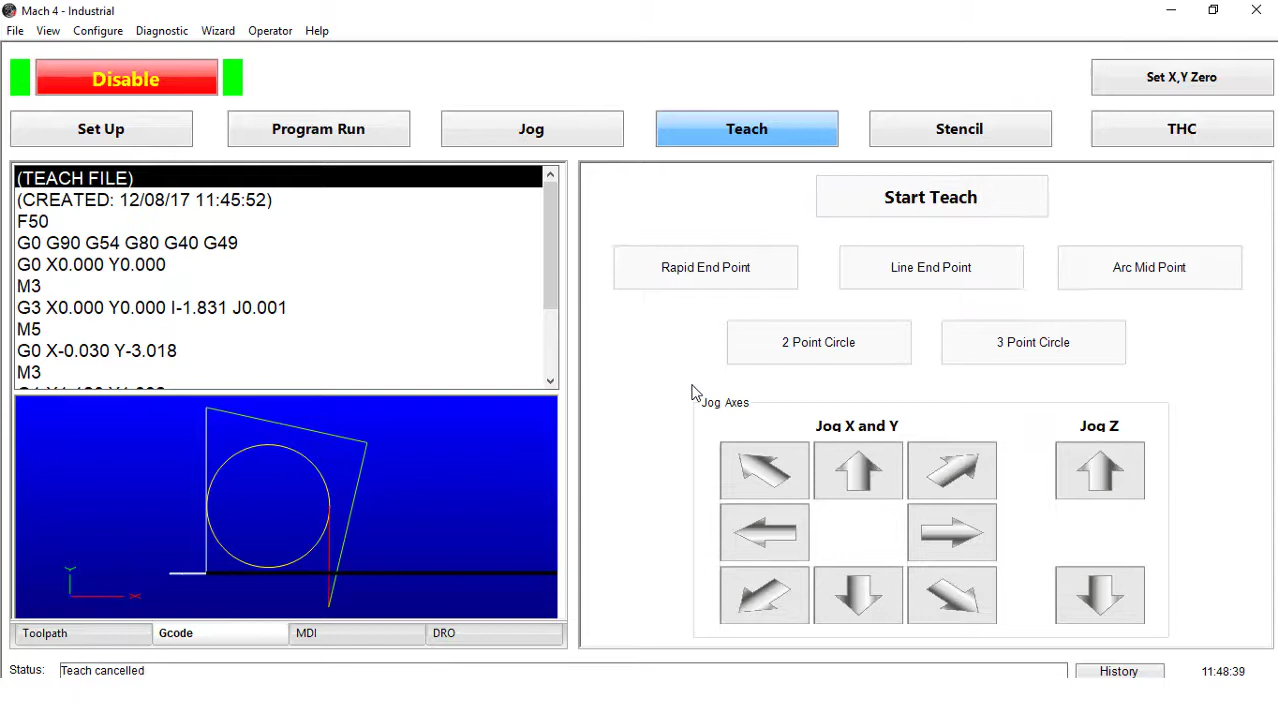 Mach 4 - Industrial
File View Configure Diagnostic Wizard Operator Help
Disable
Set X,Y Zero
Set Up
Program Run
Jog
Teach
Stencil
THC
(TEACH FILE)
(CREATED: 12/08/17 11:45:52)
F50
G0 G90 G54 G80 G40 G49
G0 X0.000 Y0.000
M3
G3 X0.000 Y0.000 I-1.831 J0.001
M5
G0 X-0.030 Y-3.018
M3
Start Teach
Rapid End Point
Line End Point
Arc Mid Point
2 Point Circle
3 Point Circle
Jog Axes
Jog X and Y
Jog Z
Y
X
Toolpath
Gcode
MDI
DRO
Status: Teach cancelled
History
11:48:39